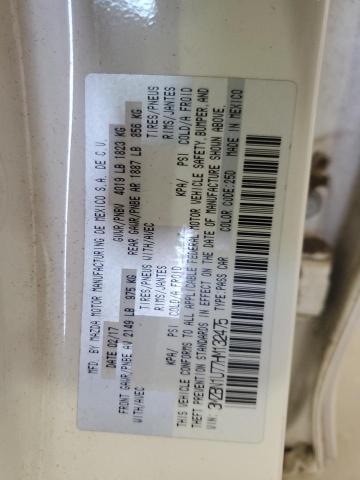 MFD. BY MAZDA MOTOR MANUFACTURING DE MEXICO S.A. DE C.V.
DATE 02/17 GVWR/PNBV 4019 LB 1823 KG
FRONT GAWR/PNBE AV 2149 LB 975 KG REAR GAWR/PNBE AR 1887 LB 856 KG
WITH/AVEC TIRES/PNEUS WITH/AVEC TIRES/PNEUS
RIMS/JANTES RIMS/JANTES
KPA/ PSI COLD/A FROID KPA/ PSI COLD/A FROID
THIS VEHICLE CONFORMS TO ALL APPLICABLE FEDERAL MOTOR VEHICLE SAFETY, BUMPER, AND
THEFT PREVENTION STANDARDS IN EFFECT ON THE DATE OF MANUFACTURE SHOWN ABOVE.
VIN: TYPE: PASS CAR COLOR CODE: 25D MADE IN MEXICO